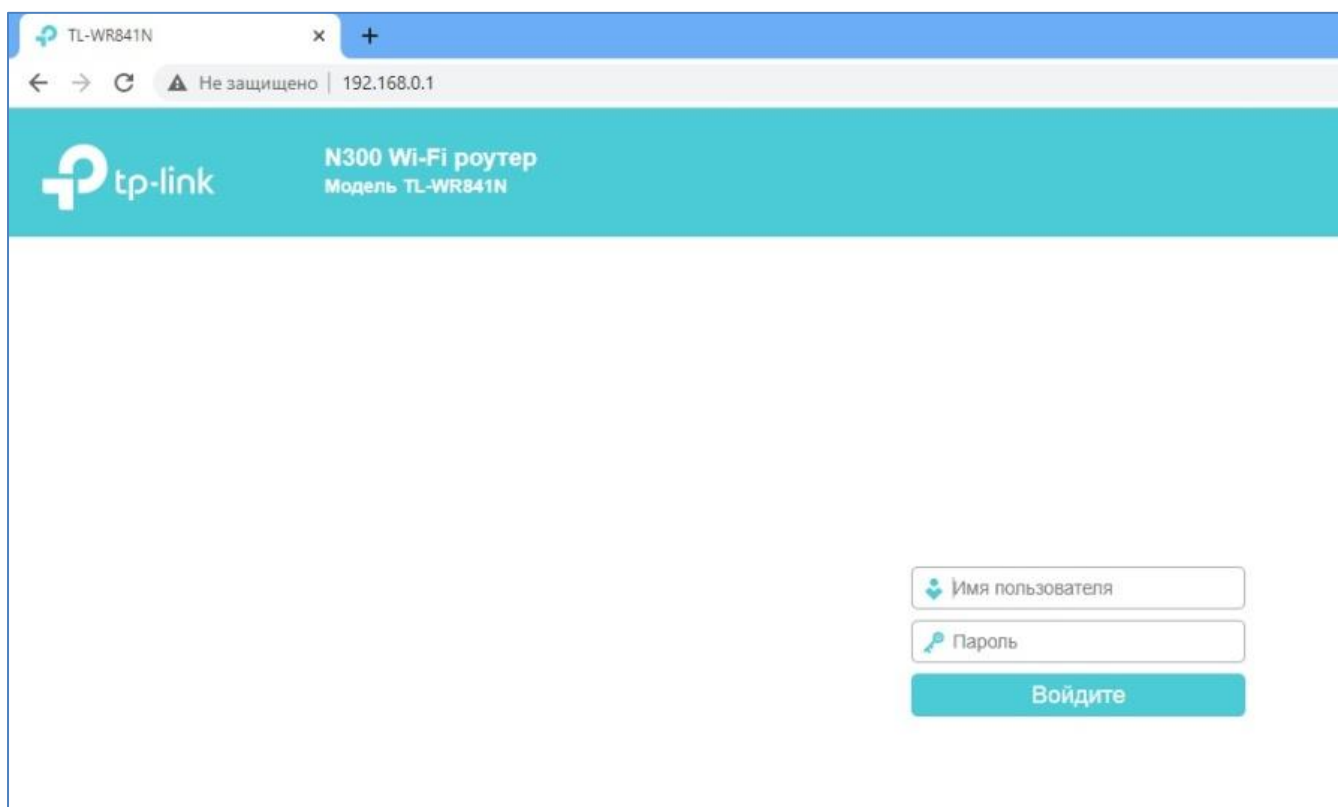 TL-WR841N
Не защищено | 192.168.0.1
tp-link
N300 Wi-Fi роутер
Модель TL-WR841N
Имя пользователя
Пароль
Войдите